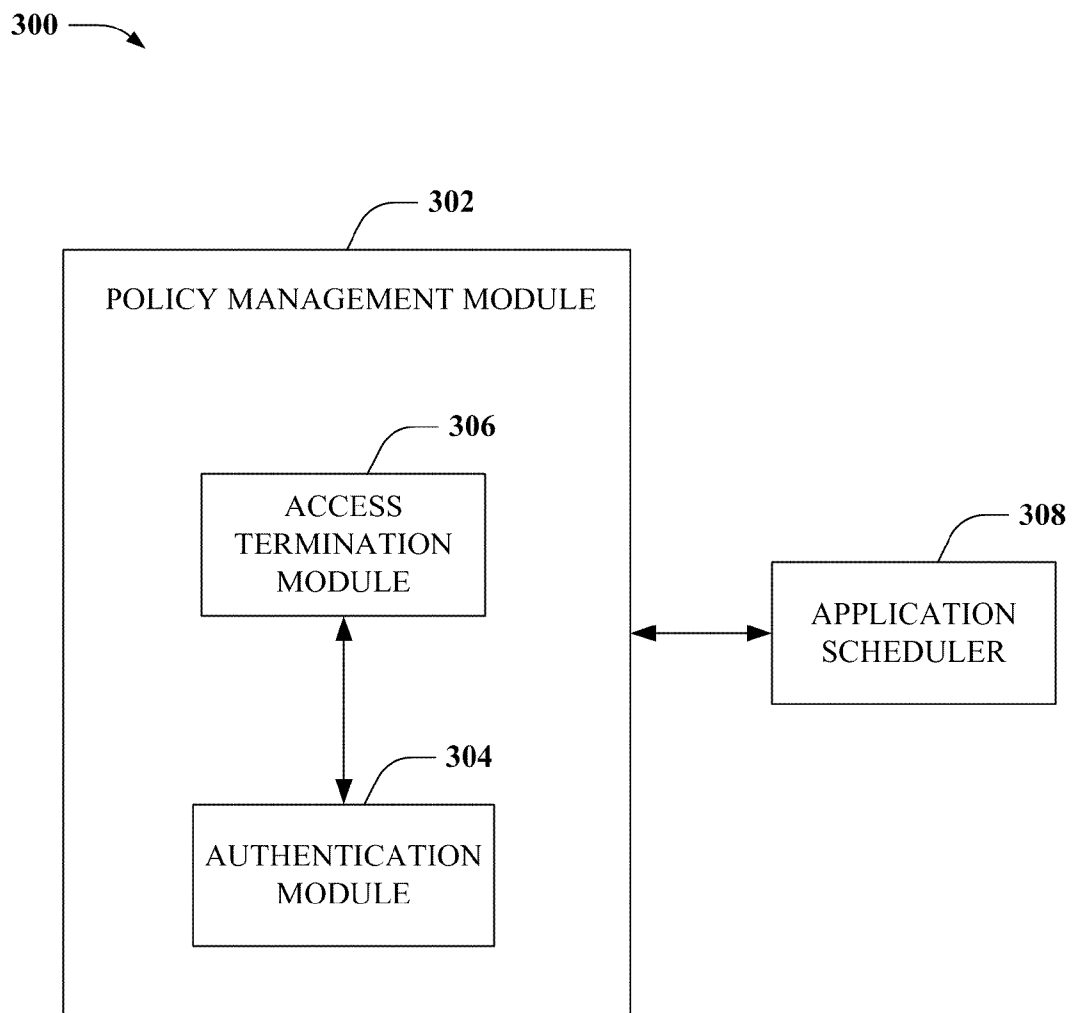 300
302
POLICY MANAGEMENT MODULE
306
ACCESS
TERMINATION
MODULE
308
APPLICATION
SCHEDULER
304
AUTHENTICATION
MODULE